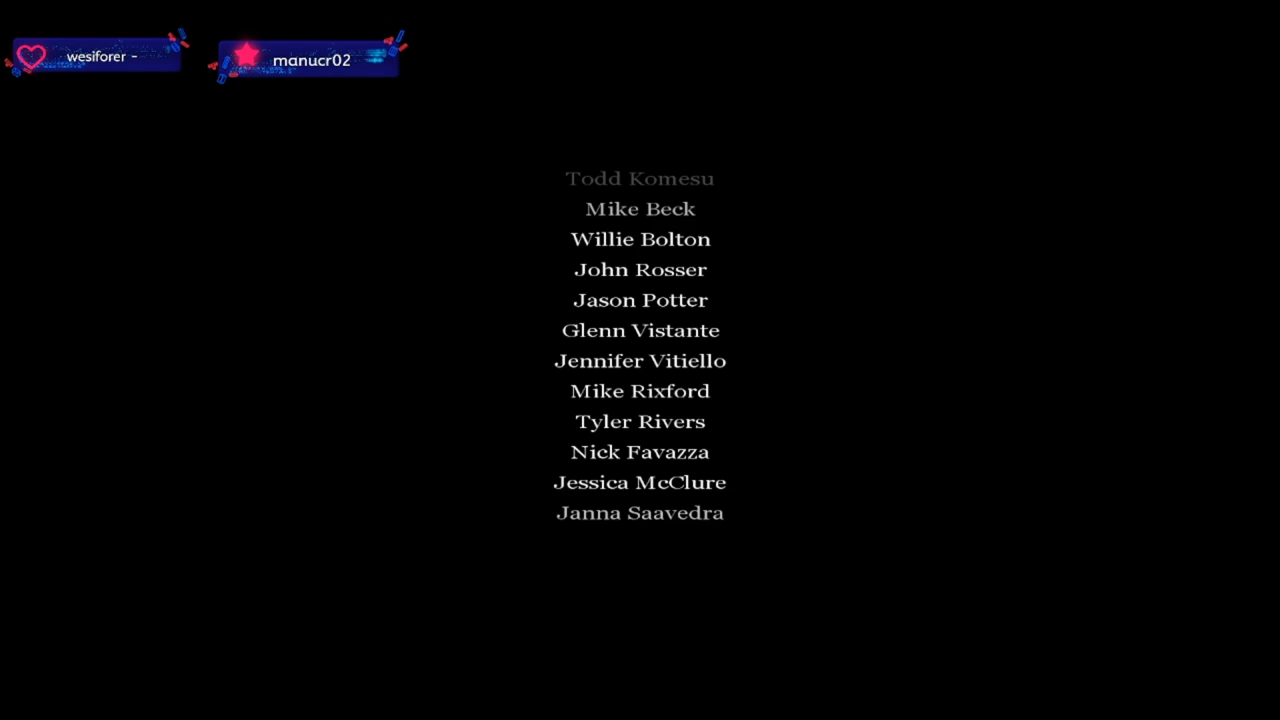 wesiforer -
manucr02
Todd Komesu
Mike Beck
Willie Bolton
John Rosser
Jason Potter
Glenn Vistante
Jennifer Vitiello
Mike Rixford
Tyler Rivers
Nick Favazza
Jessica McClure
Janna Saavedra